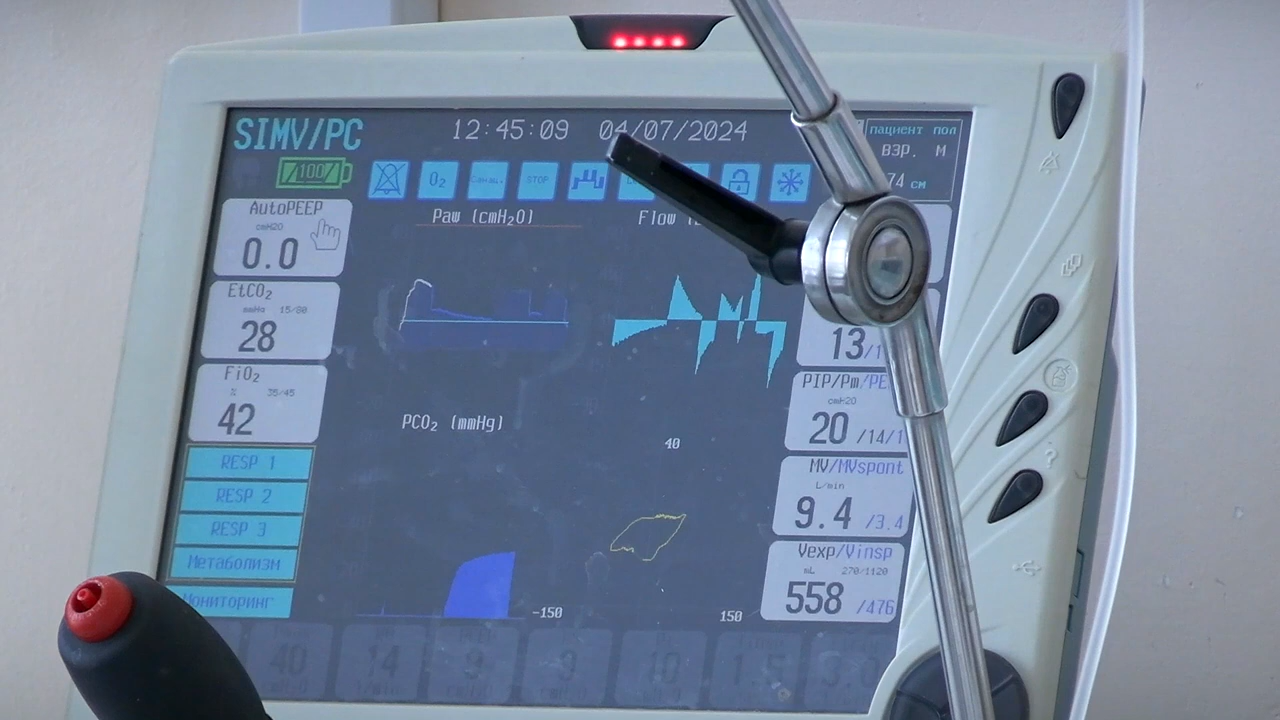 SIMV/PC
12:45:09 04/07/2024
пациент пол
ВЗР. М
74 см
100
O₂
STOP
AutoPEEP
cmH2O
0.0
Paw (cmH₂O)
Flow
EtCO₂
15/80
28
FiO₂
% 35/45
42
13
PIP/Pm/PE
cmH2O
20 /14/1
PCO₂ (mmHg)
40
MV/MVspont
L/min
9.4 /3.4
RESP 1
RESP 2
RESP 3
Метаболизм
Мониторинг
Vexp/Vinsp
mL 270/1120
558 /476
-150
150
40
14
10
1.5
3.0